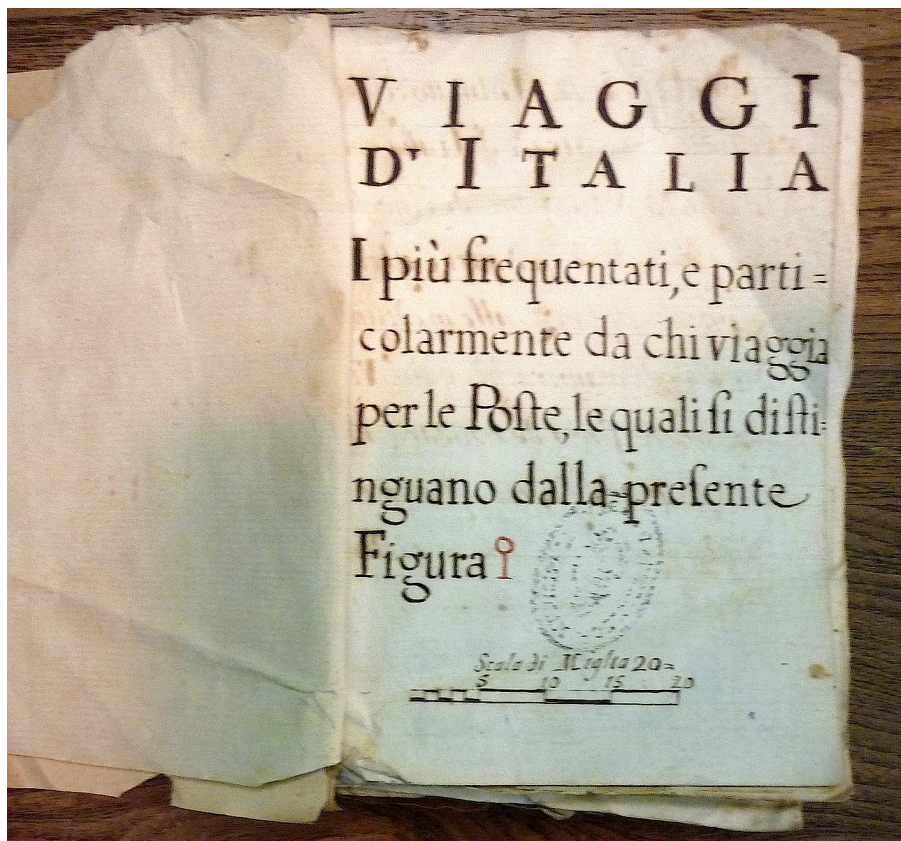 VIAGGI
D' ITALIA
I più frequentati, e parti=
colarmente da chi viaggia
per le Poſte, le quali ſi diſti=
nguano dalla preſente
Figura
Scala di Miglia 20=
5 10 15 20